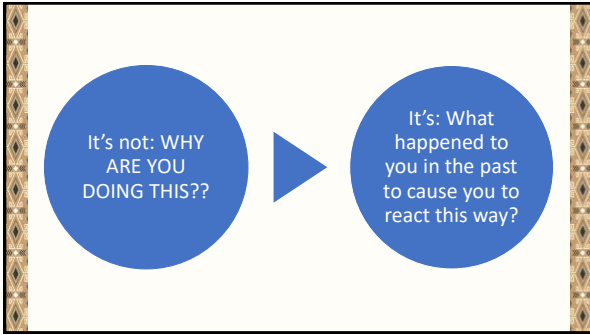 It’s not: WHY
ARE YOU
DOING THIS??
It’s: What
happened to
you in the past
to cause you to
react this way?